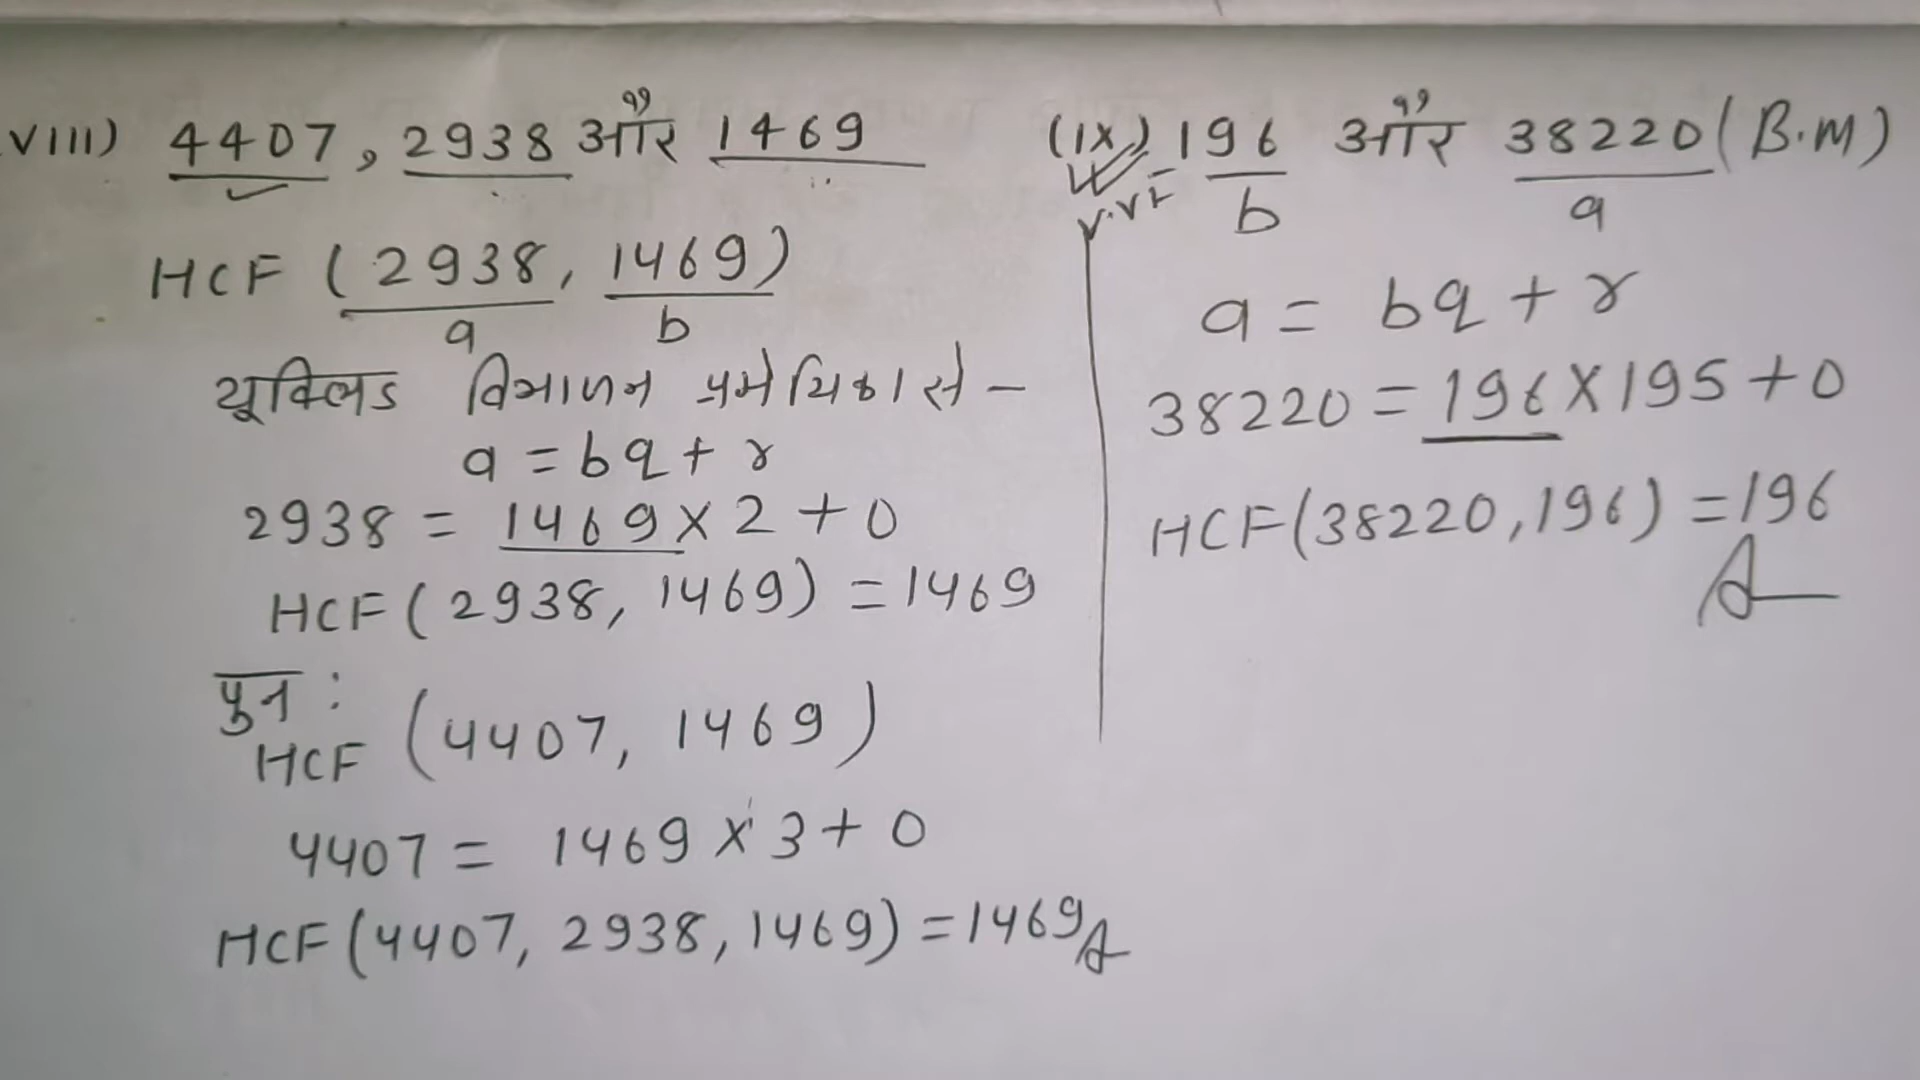 VIII) 4407, 2938 और 1469
HCF (2938, 1469)
a b
यूक्लिड विभाजन प्रमेयिका से -
a = bq + r
2938 = 1469 × 2 + 0
HCF (2938, 1469) = 1469
पुन:
HCF (4407, 1469)
4407 = 1469 × 3 + 0
HCF (4407, 2938, 1469) = 1469
(IX) 196 और 38220 (B.M)
b a
a = bq + r
38220 = 196 × 195 + 0
HCF (38220, 196) = 196